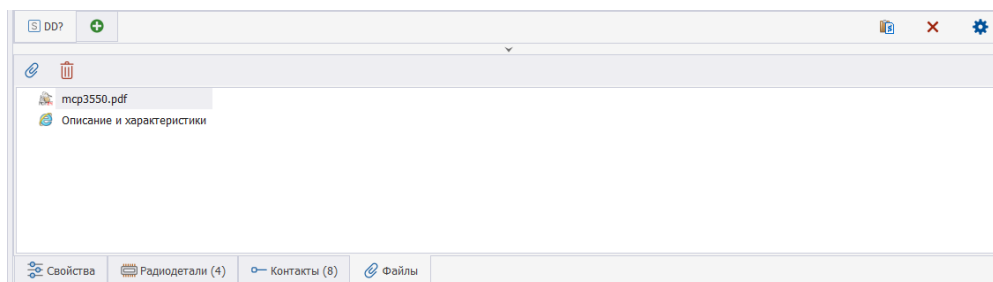 S DD?
mcp3550.pdf
Описание и характеристики
Свойства Радиодетали (4) Контакты (8) Файлы